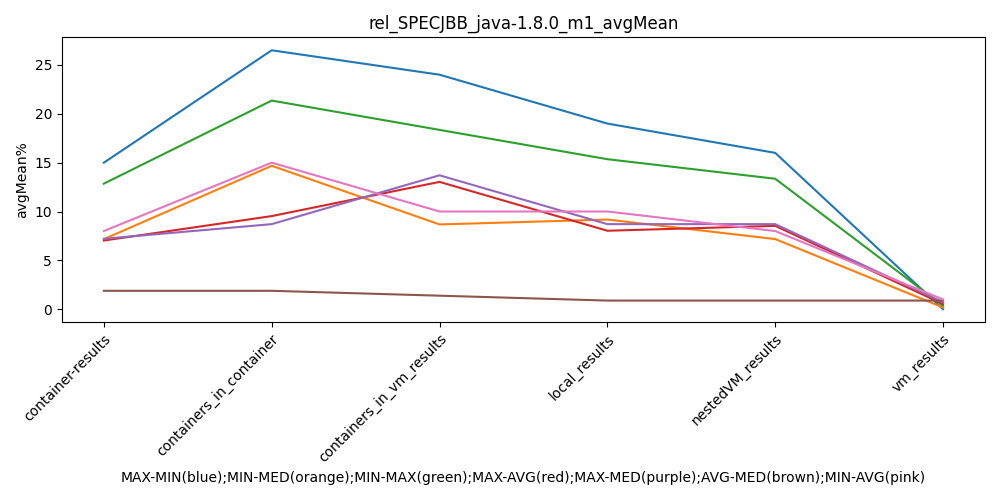 rel_SPECJBB_java-1.8.0_m1_avgMean
avgMean%
25
20
15
10
5
0
container-results
containers_in_container
containers_in_vm_results
local_results
nestedVM_results
vm_results
MAX-MIN(blue);MIN-MED(orange);MIN-MAX(green);MAX-AVG(red);MAX-MED(purple);AVG-MED(brown);MIN-AVG(pink)